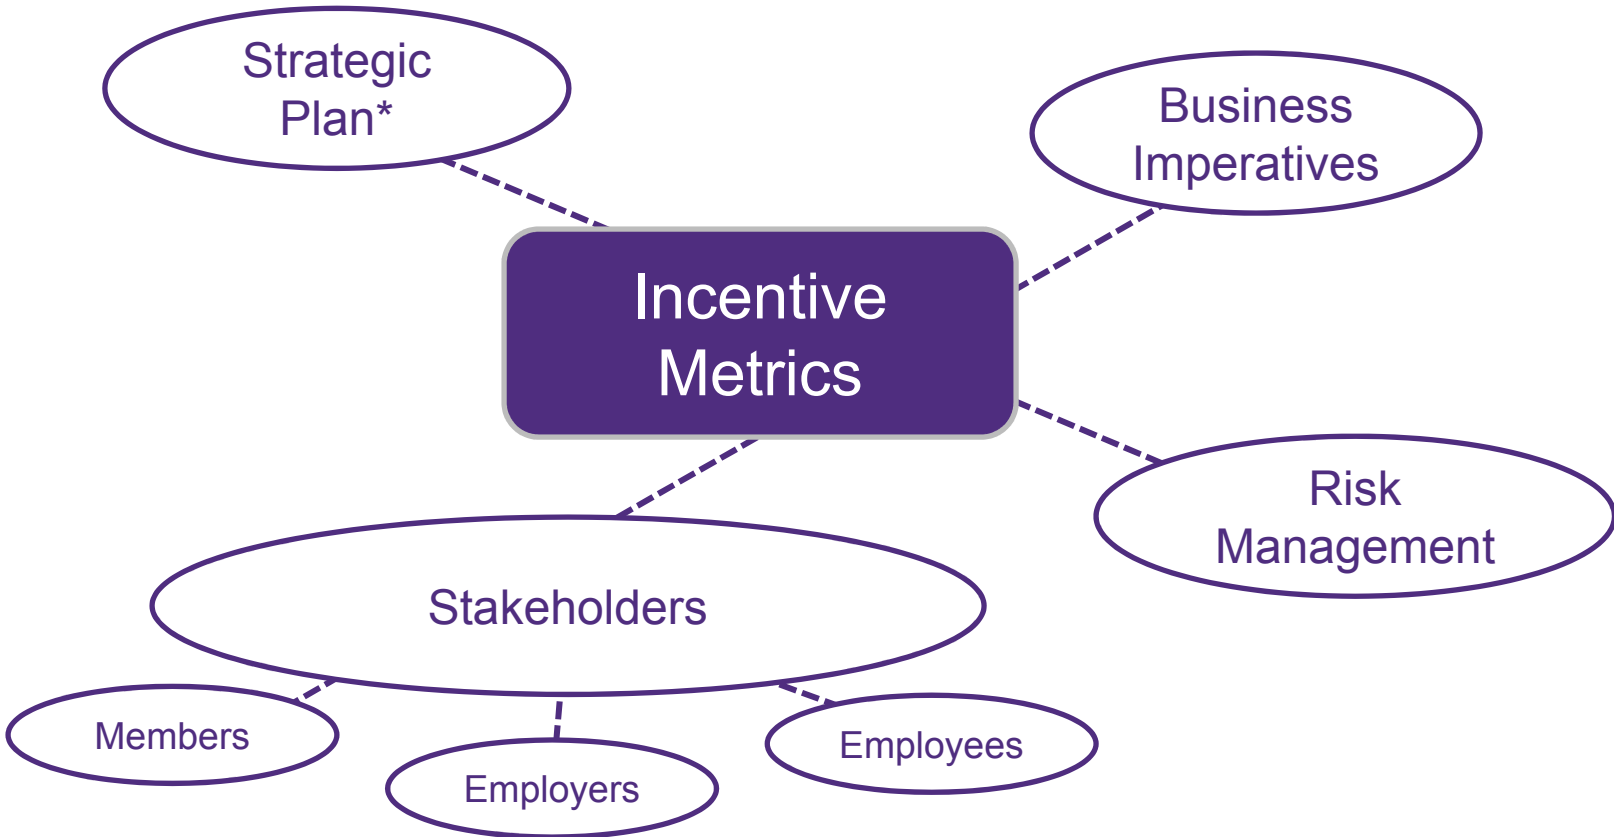 Strategic
Plan*
Business
Imperatives
Incentive
Metrics
Risk
Management
Stakeholders
Members
Employers
Employees